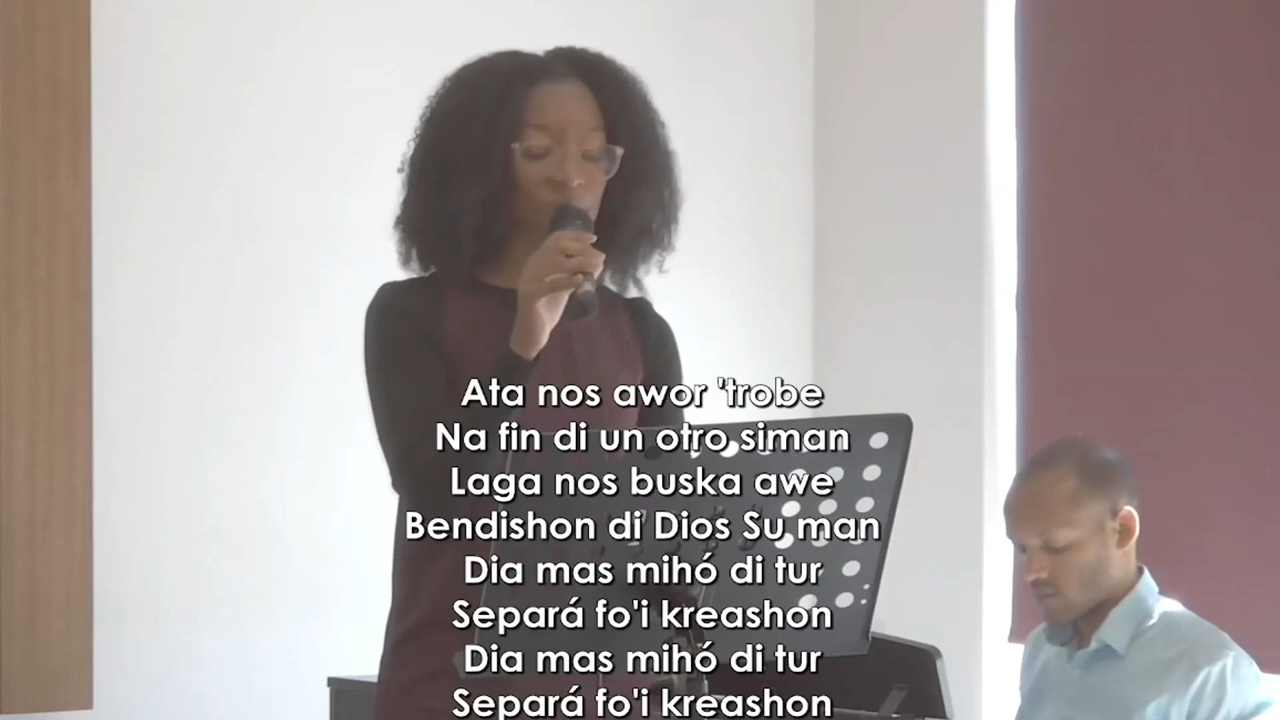 Ata nos awor 'trobe
Na fin di un otro siman
Laga nos buska awe
Bendishon di Dios Su man
Dia mas mihó di tur
Separá fo'i kreashon
Dia mas mihó di tur
Separá fo'i kreashon